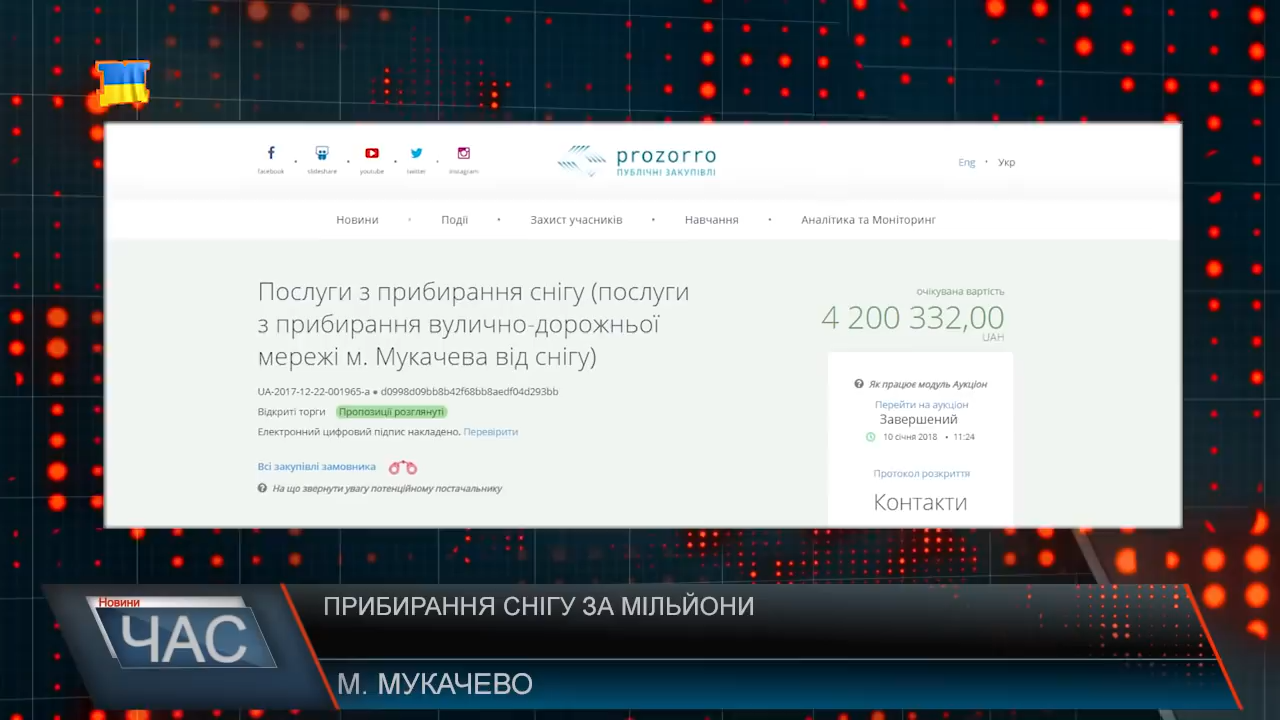 facebook slideshare youtube twitter instagram
prozorro
ПУБЛІЧНІ ЗАКУПІВЛІ
Eng • Укр
Новини • Події • Захист учасників • Навчання • Аналітика та Моніторинг
Послуги з прибирання снігу (послуги
з прибирання вулично-дорожньої
мережі м. Мукачева від снігу)
UA-2017-12-22-001965-a ● d0998d09bb8b42f68bb8aedf04d293bb
Відкриті торги Пропозиції розглянуті
Електронний цифровий підпис накладено. Перевірити
Всі закупівлі замовника
На що звернути увагу потенційному постачальнику
очікувана вартість
4 200 332,00
UAH
Як працює модуль Аукціон
Перейти на аукціон
Завершений
10 січня 2018 • 11:24
Протокол розкриття
Контакти
Новини
ЧАС
ПРИБИРАННЯ СНІГУ ЗА МІЛЬЙОНИ
М. МУКАЧЕВО